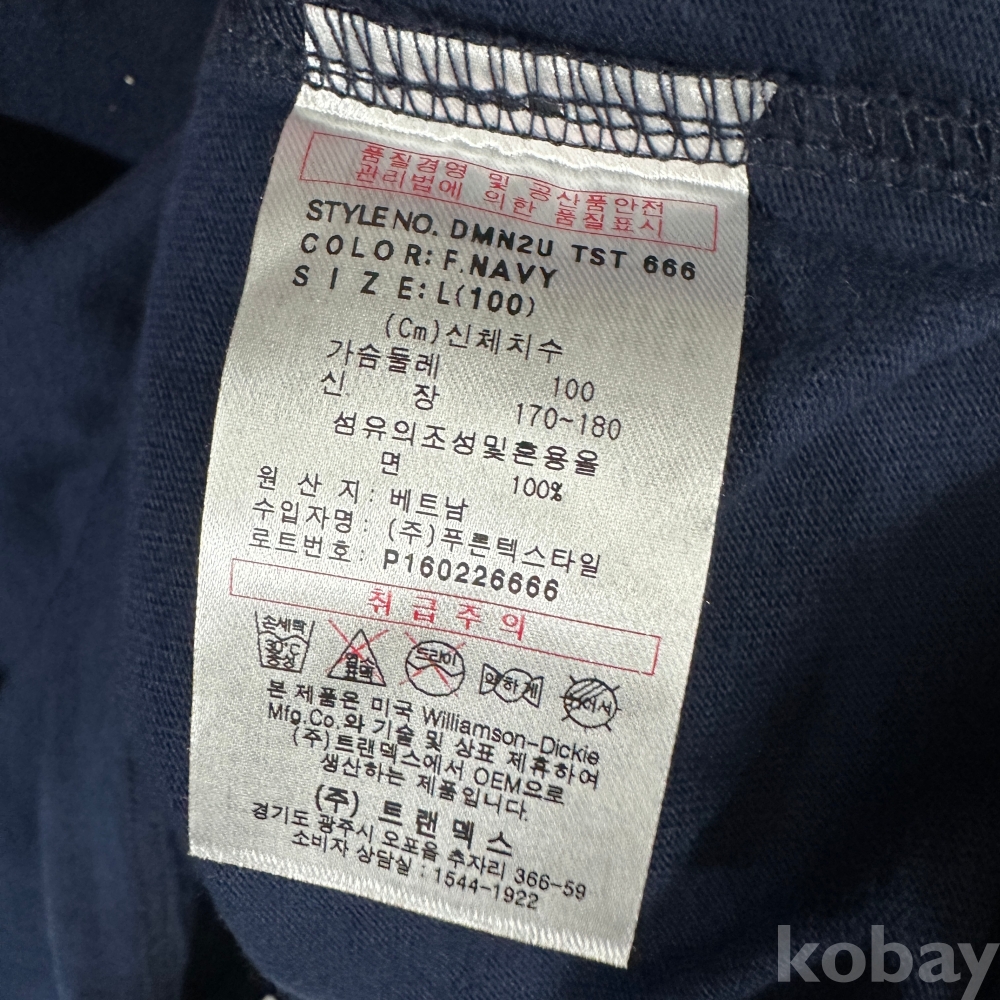 품질경영 및 공산품안전
관리법에 의한 품질표시
STYLE NO. DMN2U TST 666
COLOR: F.NAVY
SIZE: L(100)
(Cm)신체치수
가슴둘레 100
신 장 170~180
섬유의조성및혼용율
면 100%
원 산 지 : 베트남
수입자명 : (주)푸른텍스타일
로트번호 : P160226666
취급주의
손세탁 30°C 중성
염소 표백
드라이
약하게
본 제품은 미국 Williamson-Dickie
Mfg.Co.와 기술 및 상표 제휴하여
(주)트랜덱스에서 OEM으로
생산하는 제품입니다.
(주) 트랜덱스
경기도 광주시 오포읍 추자리 366-59
소비자 상담실 : 1544-1922
kobay